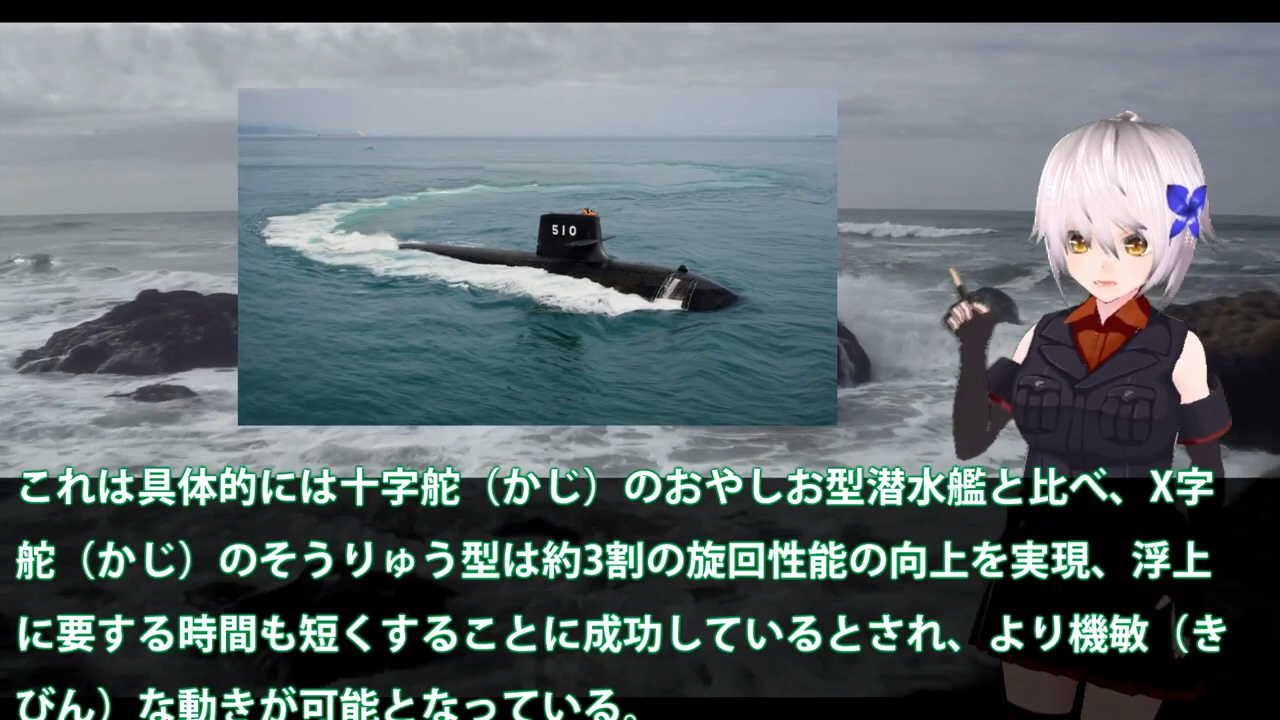 510
これは具体的には十字舵（かじ）のおやしお型潜水艦と比べ、X字
舵（かじ）のそうりゅう型は約3割の旋回性能の向上を実現、浮上
に要する時間も短くすることに成功しているとされ、より機敏（き
びん）な動きが可能となっている。